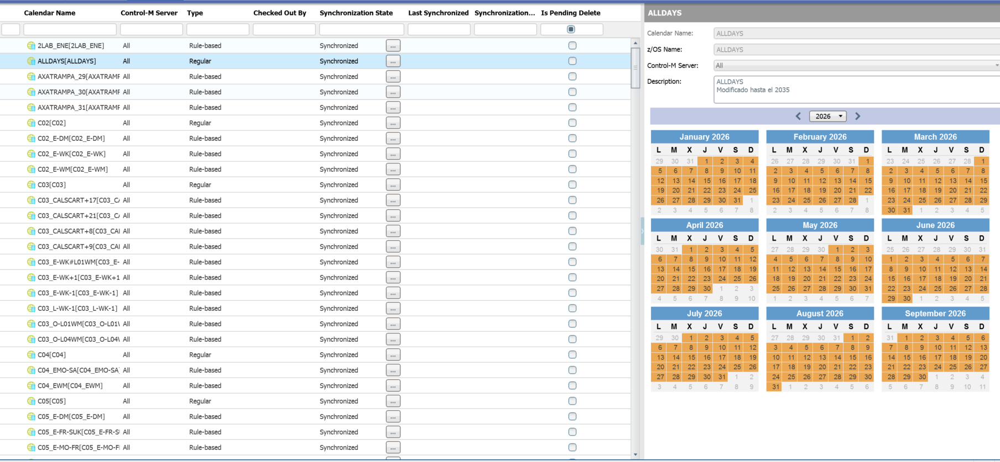 Calendar Name Control-M Server Type Checked Out By Synchronization State Last Synchronized Synchronization... Is Pending Delete
2LAB_ENE[2LAB_ENE] All Rule-based Synchronized ...
ALLDAYS[ALLDAYS] All Regular Synchronized ...
AXATRAMPA_29[AXATRAMF All Rule-based Synchronized ...
AXATRAMPA_30[AXATRAMF All Rule-based Synchronized ...
AXATRAMPA_31[AXATRAMF All Rule-based Synchronized ...
C02[C02] All Regular Synchronized ...
C02_E-DM[C02_E-DM] All Rule-based Synchronized ...
C02_E-WK[C02_E-WK] All Rule-based Synchronized ...
C02_E-WM[C02_E-WM] All Rule-based Synchronized ...
C03[C03] All Regular Synchronized ...
C03_CALSCART+17[C03_CA All Rule-based Synchronized ...
C03_CALSCART+21[C03_CA All Rule-based Synchronized ...
C03_CALSCART+8[C03_CAL All Rule-based Synchronized ...
C03_CALSCART+9[C03_CAL All Rule-based Synchronized ...
C03_E-WK#L01WM[C03_E- All Rule-based Synchronized ...
C03_E-WK+1[C03_E-WK+1 All Rule-based Synchronized ...
C03_E-WK-1[C03_E-WK-1] All Rule-based Synchronized ...
C03_L-WK-1[C03_L-WK-1] All Rule-based Synchronized ...
C03_O-L01WM[C03_O-L01\ All Rule-based Synchronized ...
C03_O-L04WM[C03_O-L04\ All Rule-based Synchronized ...
C04[C04] All Regular Synchronized ...
C04_EMO-SA[C04_EMO-SA All Rule-based Synchronized ...
C04_EWM[C04_EWM] All Rule-based Synchronized ...
C05[C05] All Regular Synchronized ...
C05_E-DM[C05_E-DM] All Rule-based Synchronized ...
C05_E-FR-SUK[C05_E-FR-S All Rule-based Synchronized ...
C05_E-MO-FR[C05_E-MO-F All Rule-based Synchronized ...
ALLDAYS
Calendar Name: ALLDAYS
z/OS Name: ALLDAYS
Control-M Server: All
Description: ALLDAYS
Modificado hasta el 2035
2026
January 2026
L M X J V S D
29 30 31 1 2 3 4
5 6 7 8 9 10 11
12 13 14 15 16 17 18
19 20 21 22 23 24 25
26 27 28 29 30 31 1
2 3 4 5 6 7 8
February 2026
L M X J V S D
26 27 28 29 30 31 1
2 3 4 5 6 7 8
9 10 11 12 13 14 15
16 17 18 19 20 21 22
23 24 25 26 27 28 1
2 3 4 5 6 7 8
March 2026
L M X J V S D
23 24 25 26 27 28 1
2 3 4 5 6 7 8
9 10 11 12 13 14 15
16 17 18 19 20 21 22
23 24 25 26 27 28 29
30 31 1 2 3 4 5
April 2026
L M X J V S D
30 31 1 2 3 4 5
6 7 8 9 10 11 12
13 14 15 16 17 18 19
20 21 22 23 24 25 26
27 28 29 30 1 2 3
4 5 6 7 8 9 10
May 2026
L M X J V S D
27 28 29 30 1 2 3
4 5 6 7 8 9 10
11 12 13 14 15 16 17
18 19 20 21 22 23 24
25 26 27 28 29 30 31
1 2 3 4 5 6 7
June 2026
L M X J V S D
25 26 27 28 29 30 31
1 2 3 4 5 6 7
8 9 10 11 12 13 14
15 16 17 18 19 20 21
22 23 24 25 26 27 28
29 30 1 2 3 4 5
July 2026
L M X J V S D
29 30 1 2 3 4 5
6 7 8 9 10 11 12
13 14 15 16 17 18 19
20 21 22 23 24 25 26
27 28 29 30 31 1 2
3 4 5 6 7 8 9
August 2026
L M X J V S D
27 28 29 30 31 1 2
3 4 5 6 7 8 9
10 11 12 13 14 15 16
17 18 19 20 21 22 23
24 25 26 27 28 29 30
31 1 2 3 4 5 6
September 2026
L M X J V S D
31 1 2 3 4 5 6
7 8 9 10 11 12 13
14 15 16 17 18 19 20
21 22 23 24 25 26 27
28 29 30 1 2 3 4
5 6 7 8 9 10 11